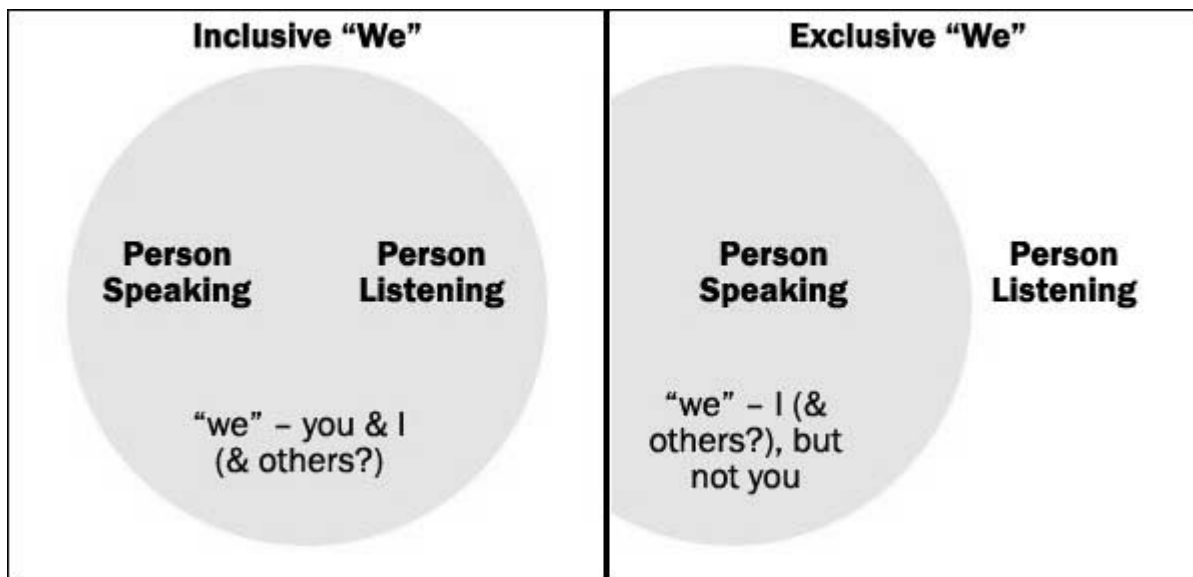 Inclusive “We”
Person
Speaking
Person
Listening
“we” – you & I
(& others?)
Exclusive “We”
Person
Speaking
Person
Listening
“we” – I (&
others?), but
not you